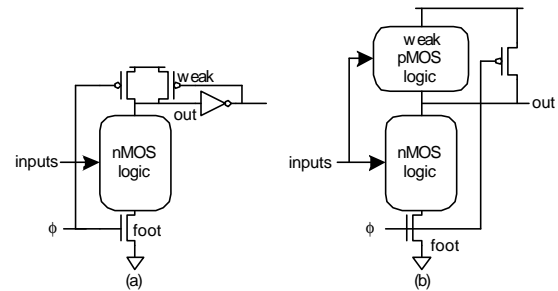 weak
out
inputs
nMOS
logic
ϕ
foot
(a)
weak
pMOS
logic
out
inputs
nMOS
logic
ϕ
foot
(b)